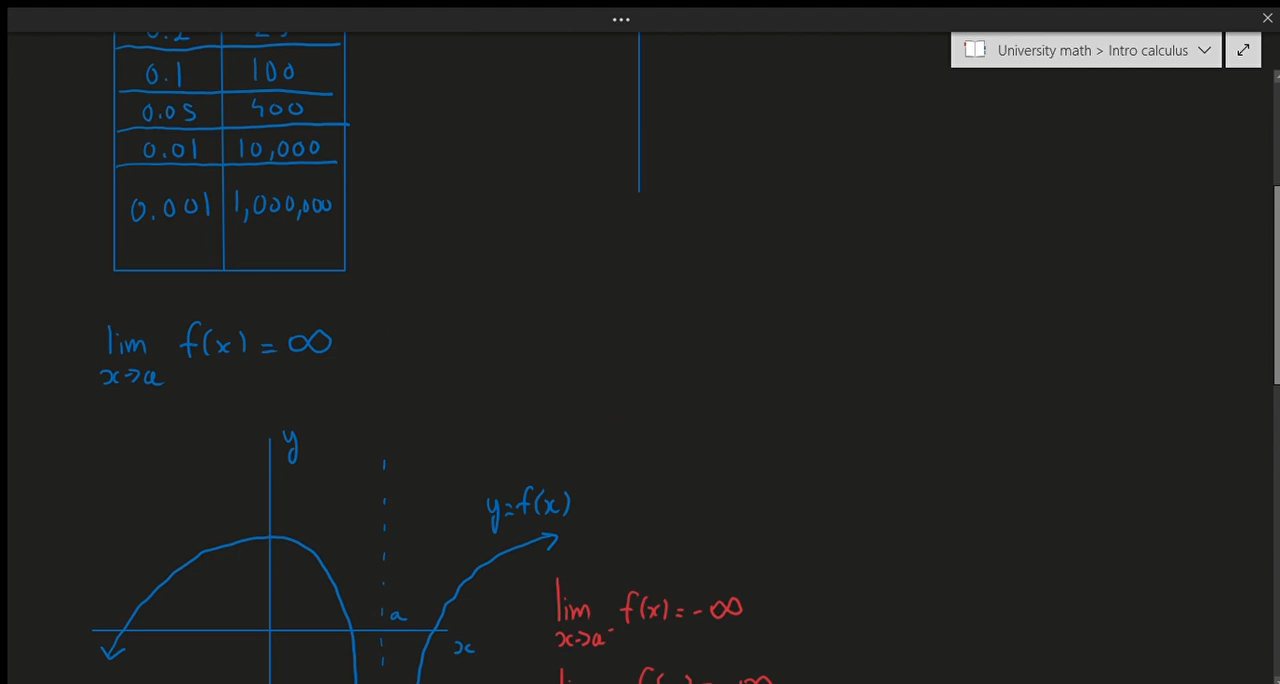 University math > Intro calculus
0.1 100
0.05 400
0.01 10,000
0.001 1,000,000
lim f(x) = ∞
x→a
y
y=f(x)
a
x
lim f(x) = -∞
x→a⁻